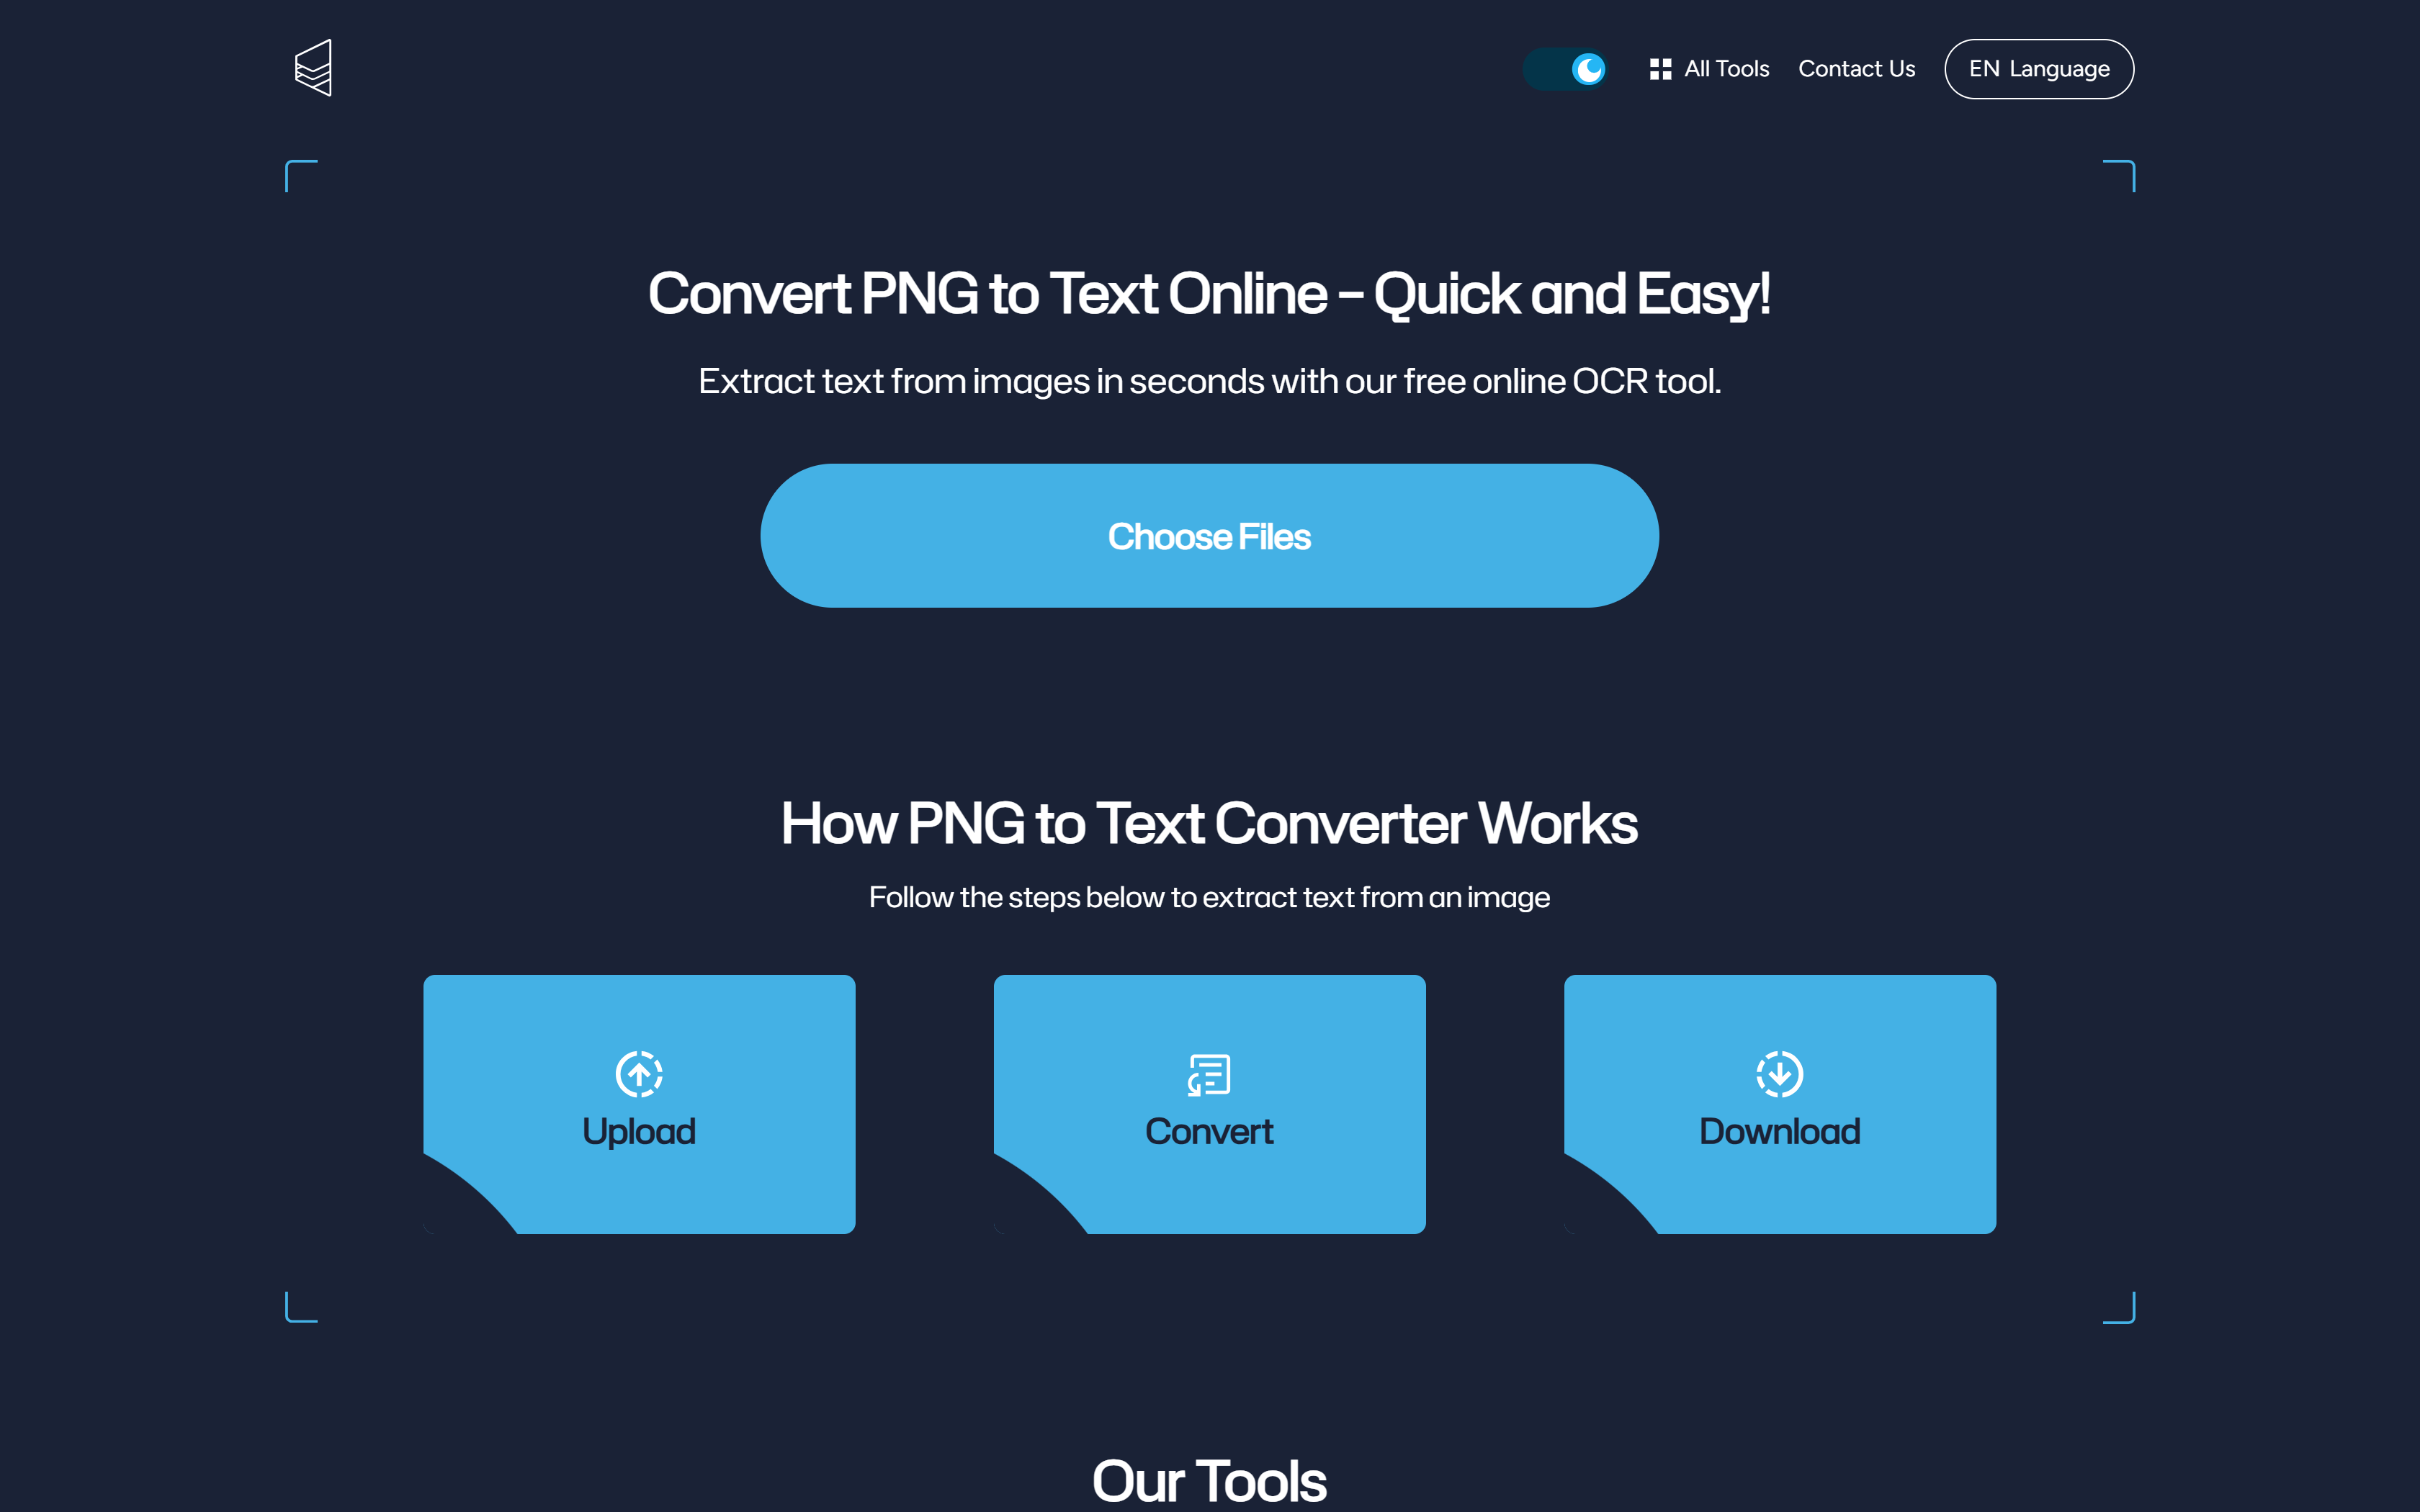 All Tools
Contact Us
EN Language
Convert PNG to Text Online – Quick and Easy!
Extract text from images in seconds with our free online OCR tool.
Choose Files
How PNG to Text Converter Works
Follow the steps below to extract text from an image
Upload
Convert
Download
Our Tools